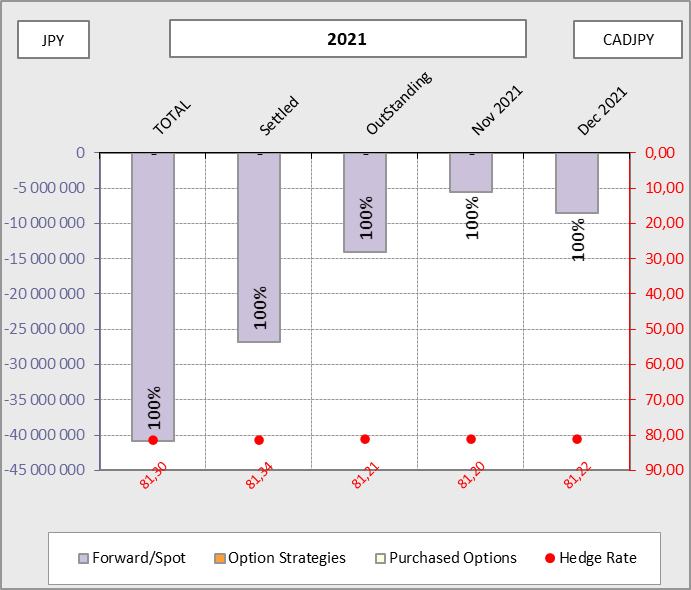 JPY 2021 CADJPY
TOTAL Settled OutStanding Nov 2021 Dec 2021
0 0,00
-5 000 000 10,00
-10 000 000 20,00
-15 000 000 30,00
-20 000 000 40,00
-25 000 000 50,00
-30 000 000 60,00
-35 000 000 70,00
-40 000 000 80,00
-45 000 000 90,00
100% 100% 100% 100% 100%
81,30 81,34 81,21 81,20 81,22
Forward/Spot Option Strategies Purchased Options Hedge Rate